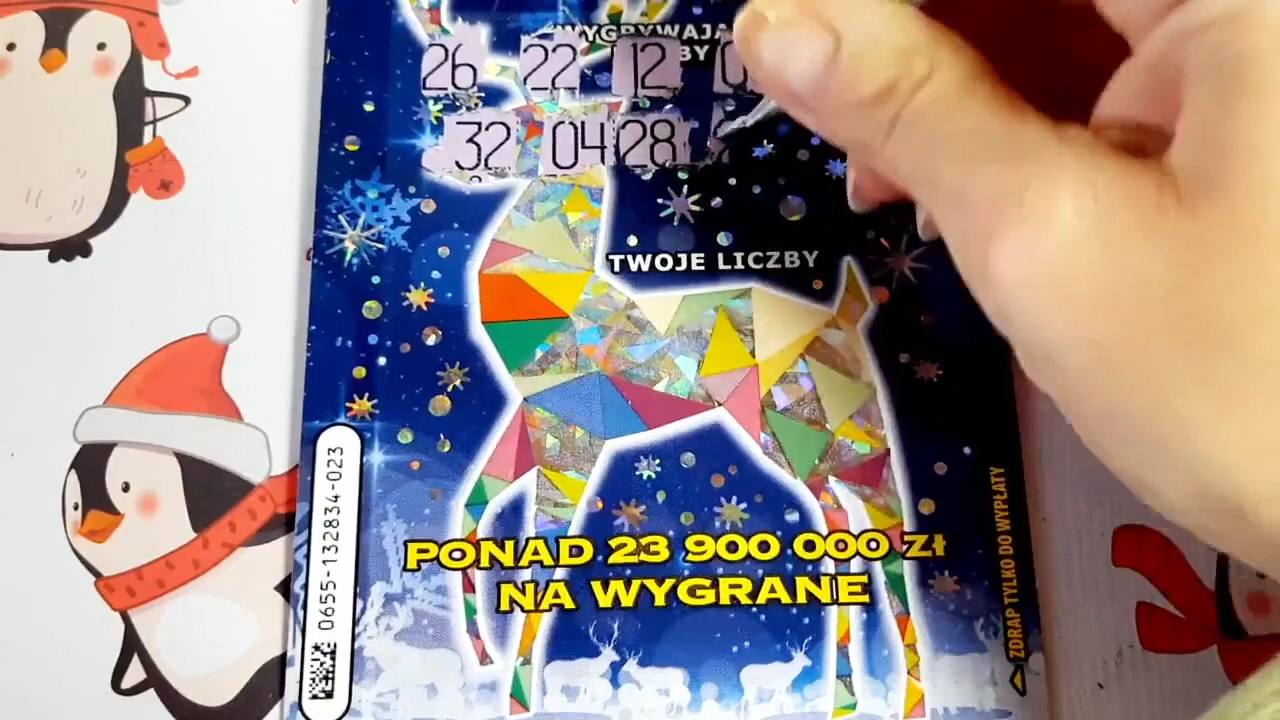 26 22 12
32 04 28
TWOJE LICZBY
PONAD 23 900 000 ZŁ
NA WYGRANE
0655-132834-023
ZDRAP TYLKO DO WYPŁATY